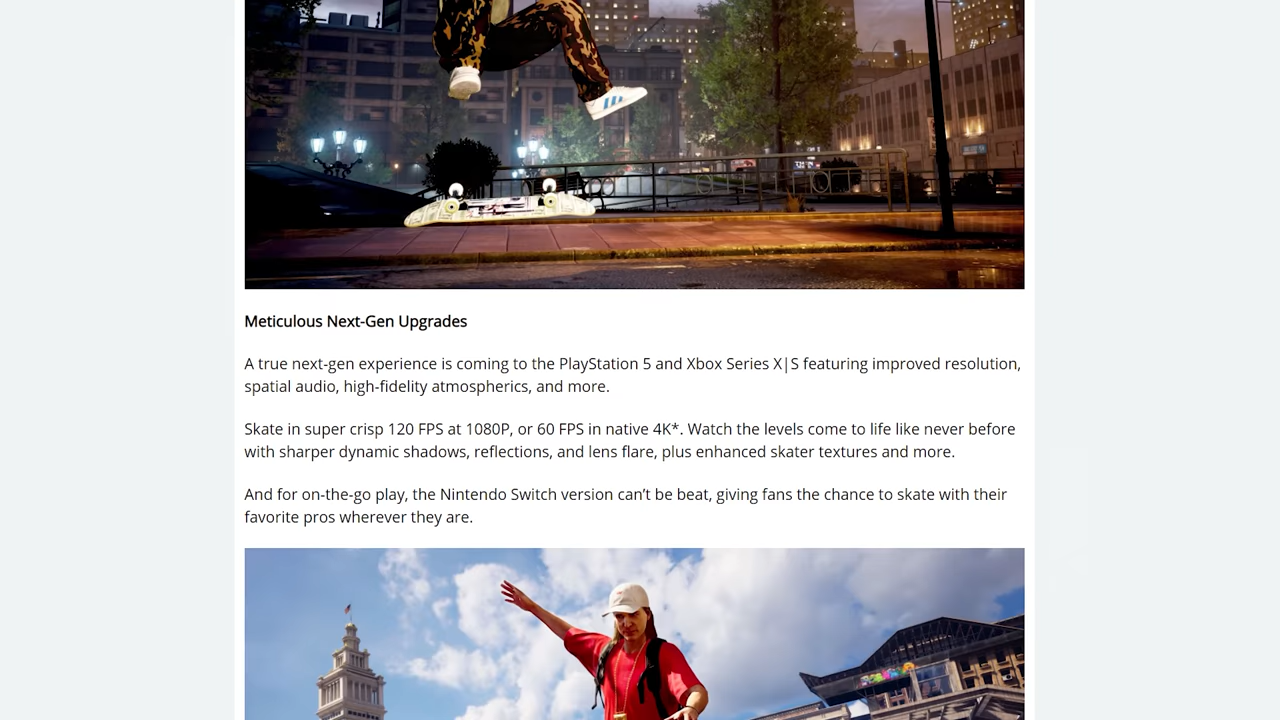 Meticulous Next-Gen Upgrades
A true next-gen experience is coming to the PlayStation 5 and Xbox Series X|S featuring improved resolution,
spatial audio, high-fidelity atmospherics, and more.
Skate in super crisp 120 FPS at 1080P, or 60 FPS in native 4K*. Watch the levels come to life like never before
with sharper dynamic shadows, reflections, and lens flare, plus enhanced skater textures and more.
And for on-the-go play, the Nintendo Switch version can’t be beat, giving fans the chance to skate with their
favorite pros wherever they are.